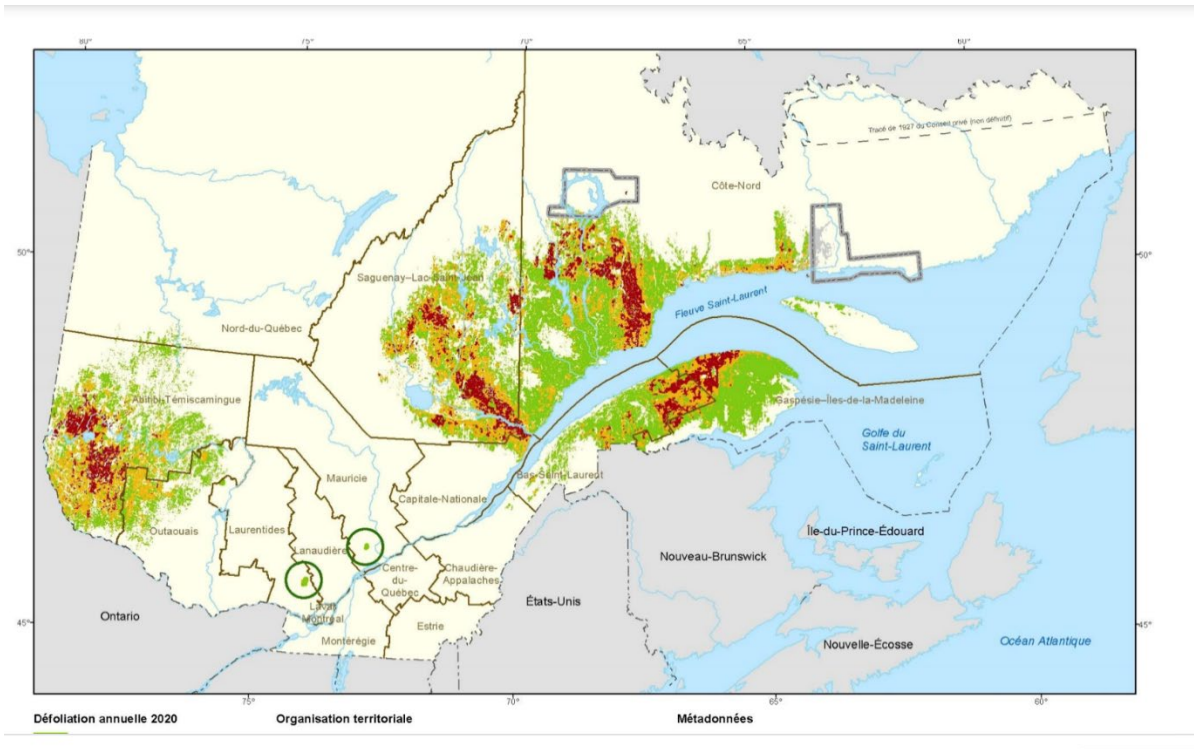 80° 75° 70° 65° 60°
Tracé de 1927 du Conseil privé (non définitif)
Côte-Nord
50° 50°
Saguenay–Lac-Saint-Jean
Fleuve Saint-Laurent
Nord-du-Québec
Abitibi-Témiscamingue
Gaspésie–Îles-de-la-Madeleine
Golfe du
Saint-Laurent
Bas-Saint-Laurent
Mauricie
Capitale-Nationale
Outaouais
Laurentides
Lanaudière
Île-du-Prince-Édouard
Nouveau-Brunswick
Centre-
du-
Québec
Chaudière-
Appalaches
États-Unis
Laval
Montréal
Ontario
Estrie
Montérégie
45° 45°
Nouvelle-Écosse
Océan Atlantique
75° 70° 65° 60°
Défoliation annuelle 2020
Organisation territoriale
Métadonnées